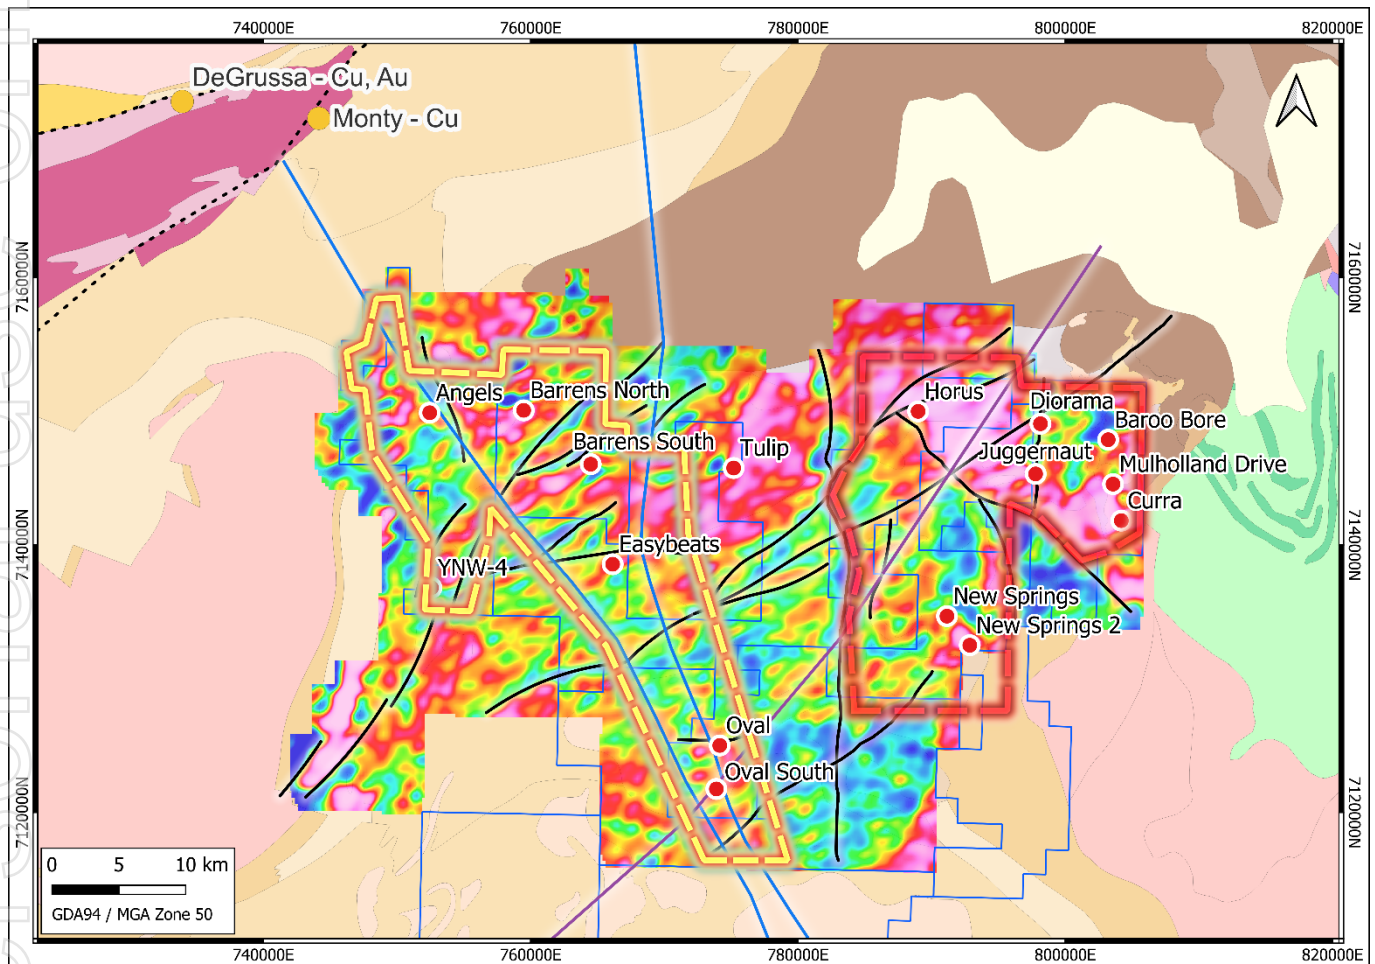 740000E
760000E
780000E
800000E
820000E
DeGrussa - Cu, Au
Monty - Cu
7160000N
7160000N
Angels
Barrens North
Horus
Diorama
Baroo Bore
Barrens South
Tulip
Juggernaut
Mulholland Drive
Curra
7140000N
7140000N
Easybeats
YNW-4
New Springs
New Springs 2
Oval
Oval South
7120000N
7120000N
0 5 10 km
GDA94 / MGA Zone 50
740000E
760000E
780000E
800000E
820000E